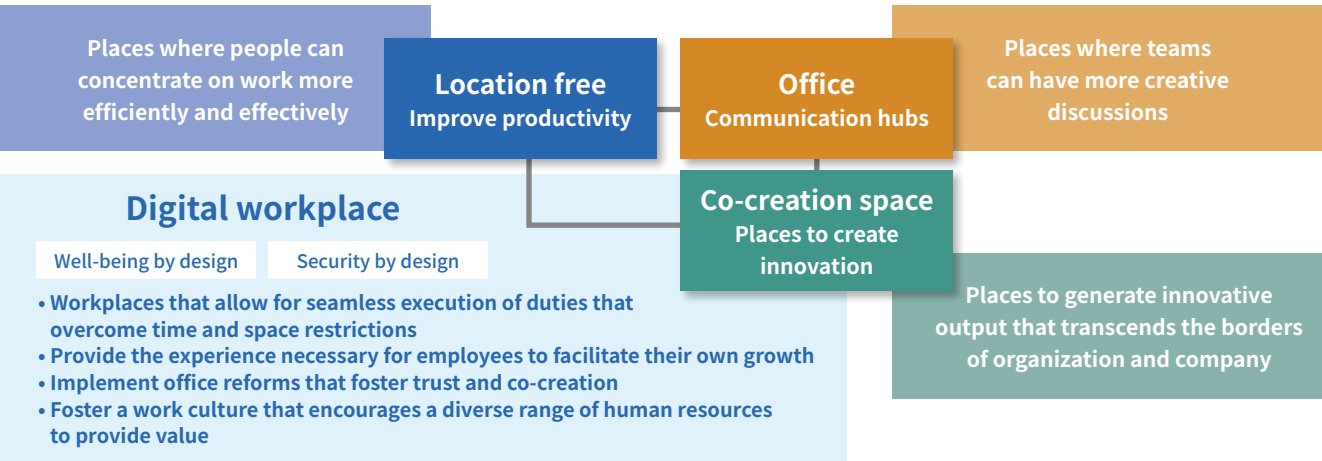 Places where people can
concentrate on work more
efficiently and effectively
Location free
Improve productivity
Office
Communication hubs
Places where teams
can have more creative
discussions
Co-creation space
Places to create
innovation
Places to generate innovative
output that transcends the borders
of organization and company
Digital workplace
Well-being by design
Security by design
• Workplaces that allow for seamless execution of duties that
overcome time and space restrictions
• Provide the experience necessary for employees to facilitate their own growth
• Implement office reforms that foster trust and co-creation
• Foster a work culture that encourages a diverse range of human resources
to provide value